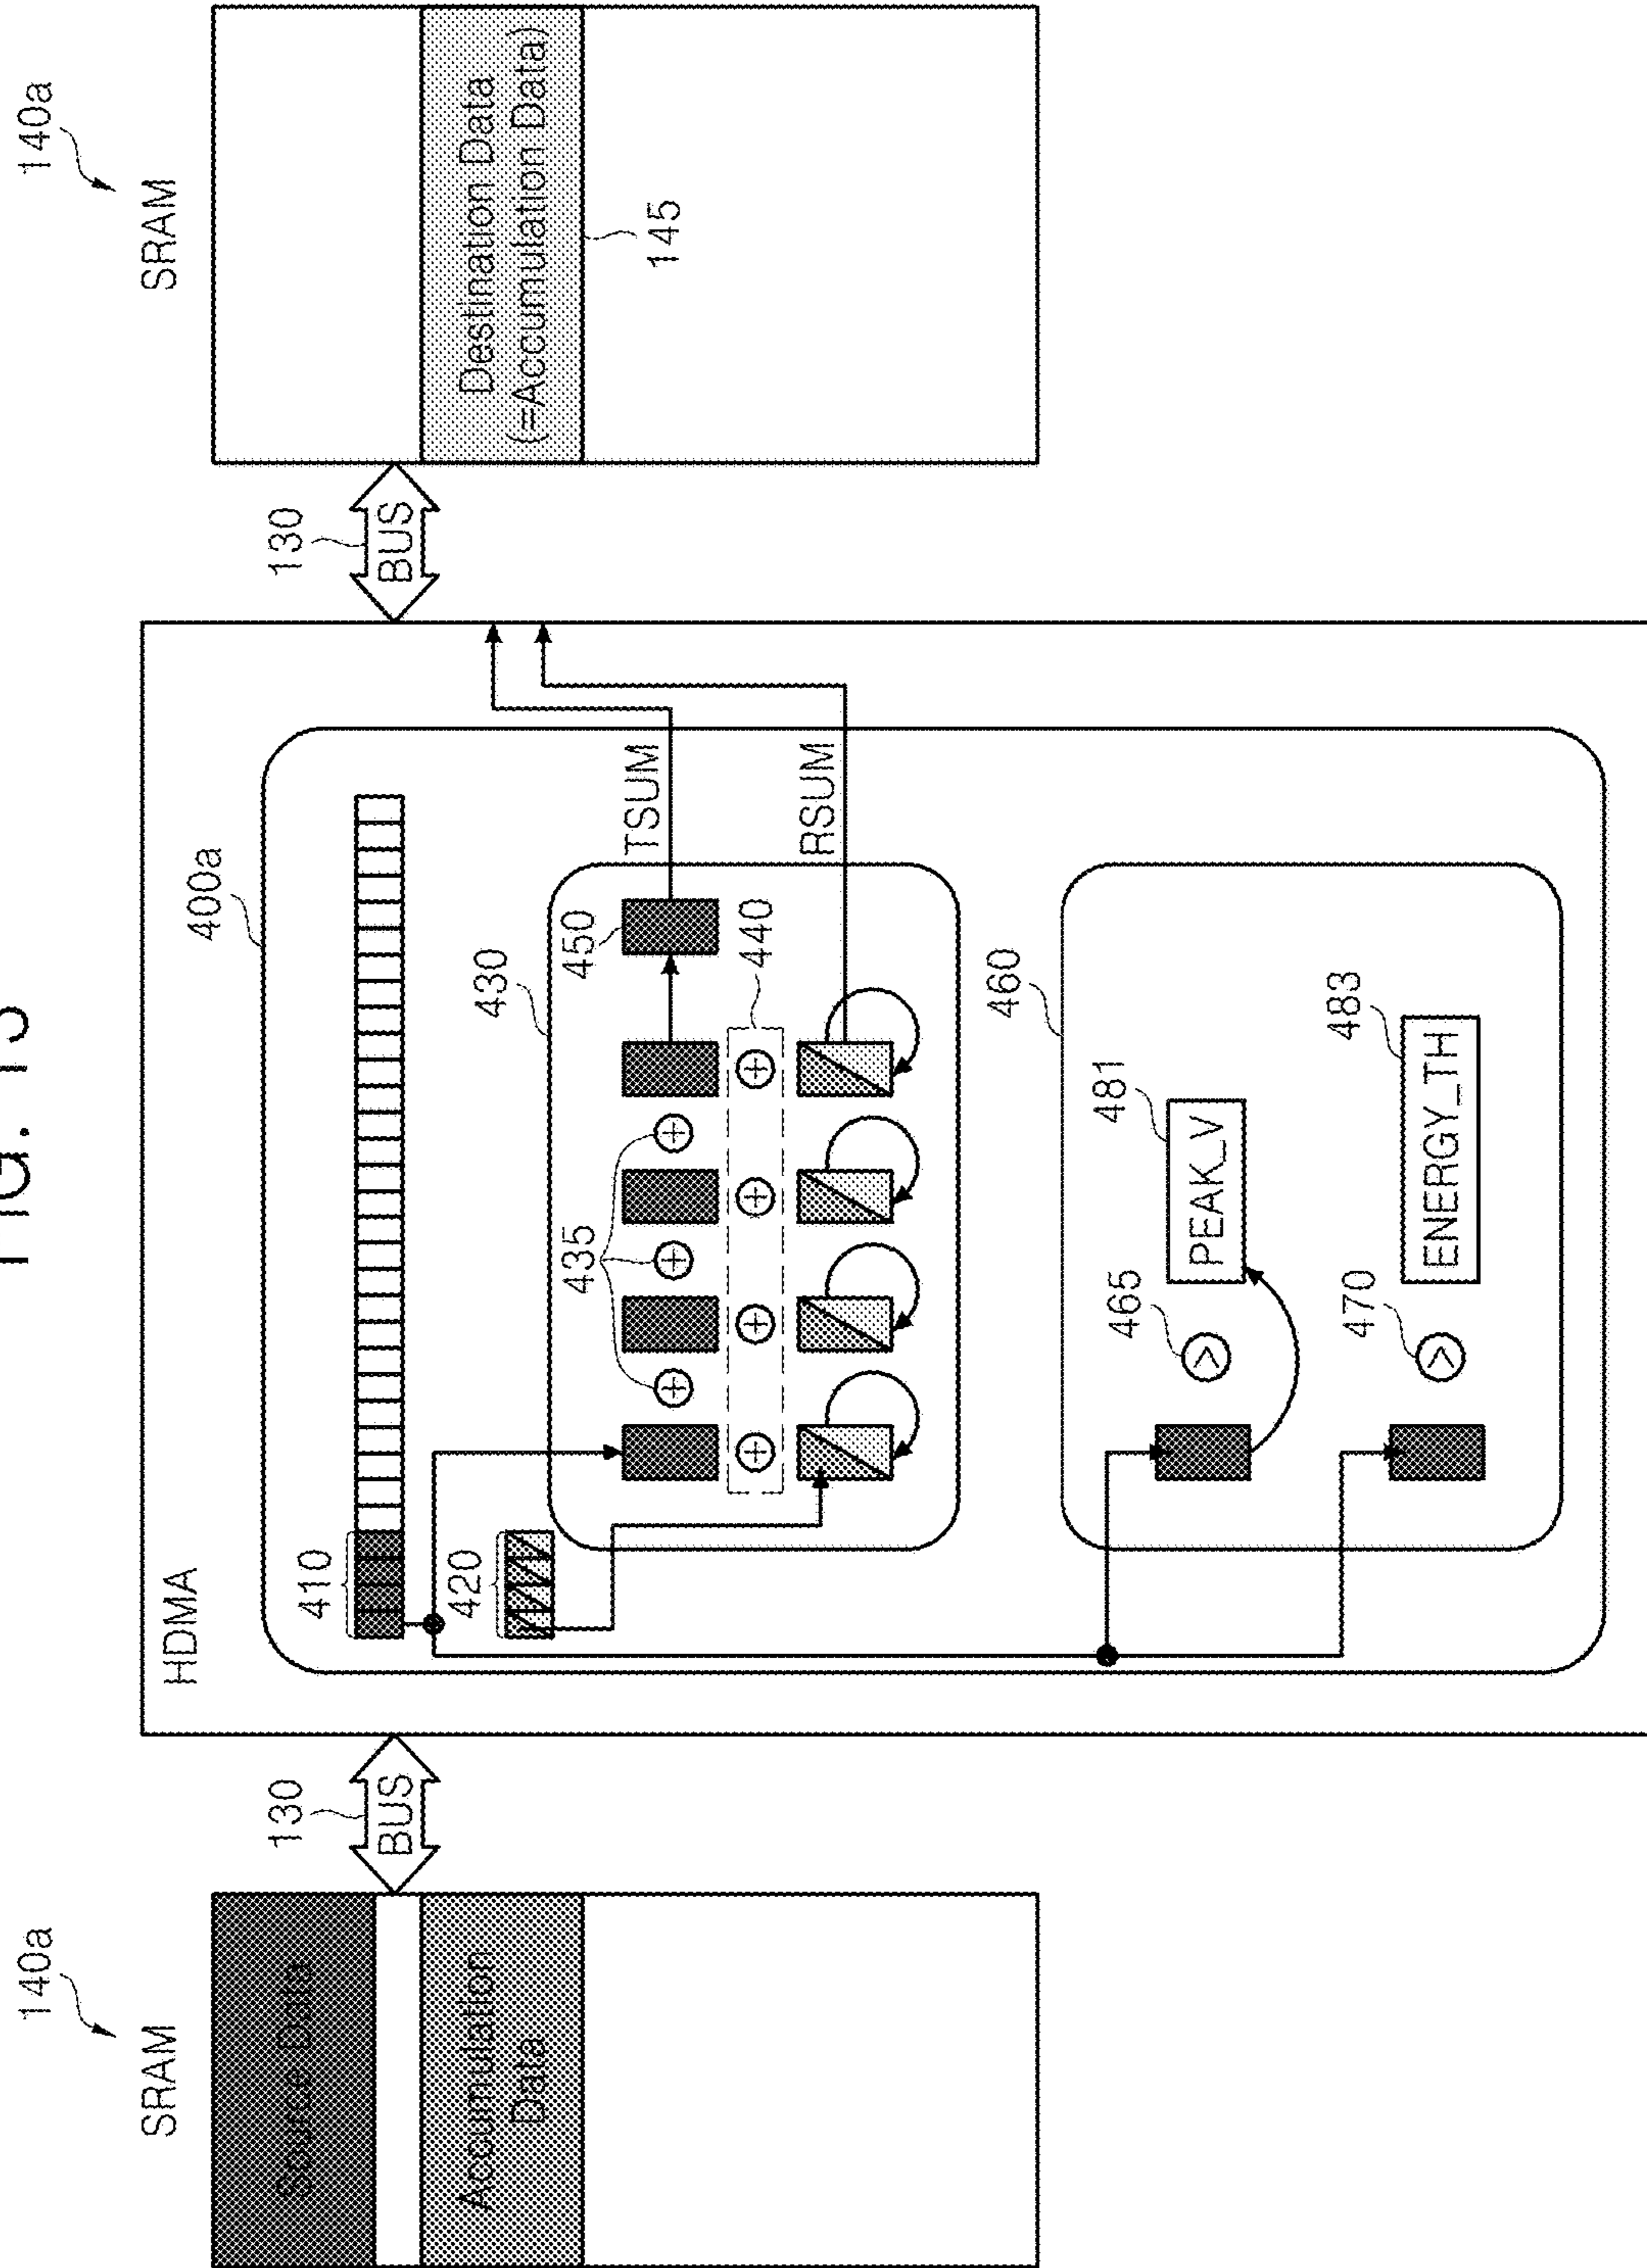 FIG.
140a
140a
SRAM
HDMA
SRAM
130
410
400a
130
Source Data
BUS
BUS
420
430
450
Accumulation
Data
435
TSUM
Destination Data
(=Accumulation Data)
440
145
RSUM
460
465
481
PEAK_V
470
483
ENERGY_TH